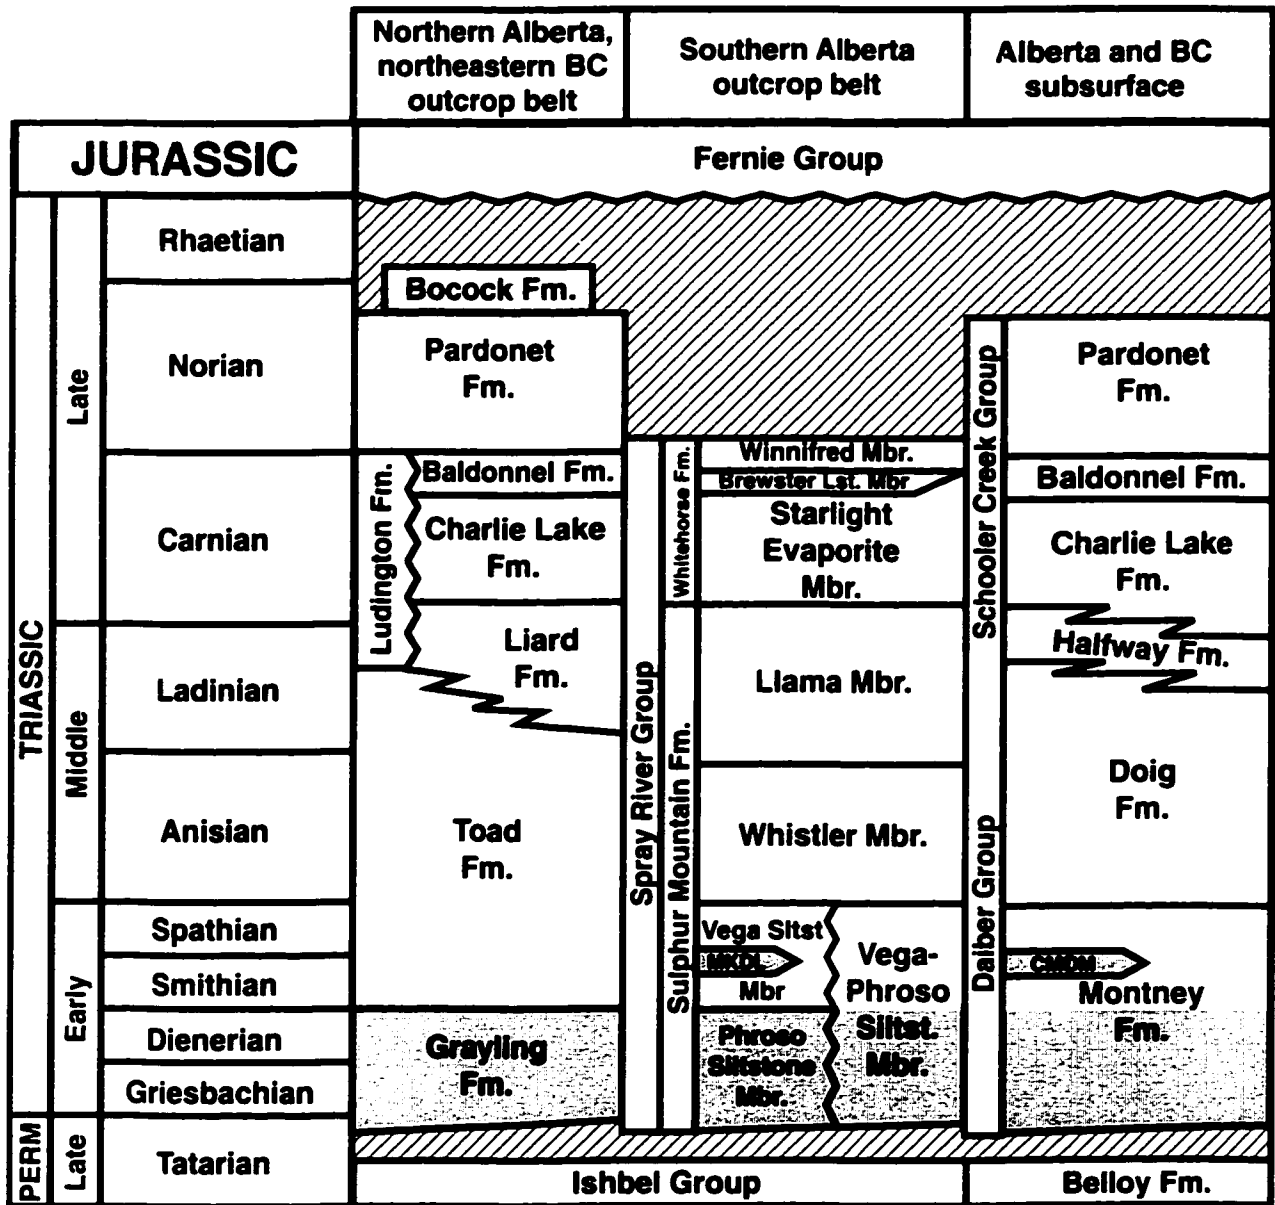 Northern Alberta,
northeastern BC
outcrop belt
Southern Alberta
outcrop belt
Alberta and BC
subsurface
JURASSIC
Fernie Group
TRIASSIC
Late
Rhaetian
Norian
Carnian
Middle
Ladinian
Anisian
Early
Spathian
Smithian
Dienerian
Griesbachian
PERM
Late
Tatarian
Bocock Fm.
Pardonet
Fm.
Ludington Fm.
Baldonnel Fm.
Charlie Lake
Fm.
Liard
Fm.
Toad
Fm.
Grayling
Fm.
Spray River Group
Whitehorse Fm.
Sulphur Mountain Fm.
Winnifred Mbr.
Brewster Lst. Mbr
Starlight
Evaporite
Mbr.
Llama Mbr.
Whistler Mbr.
Vega Sltst
MKDL
Mbr
Phroso
Siltstone
Mbr.
Vega-
Phroso
Siltst.
Mbr.
Schooler Creek Group
Daiber Group
Pardonet
Fm.
Baldonnel Fm.
Charlie Lake
Fm.
Halfway Fm.
Doig
Fm.
CMDM
Montney
Fm.
Ishbel Group
Belloy Fm.